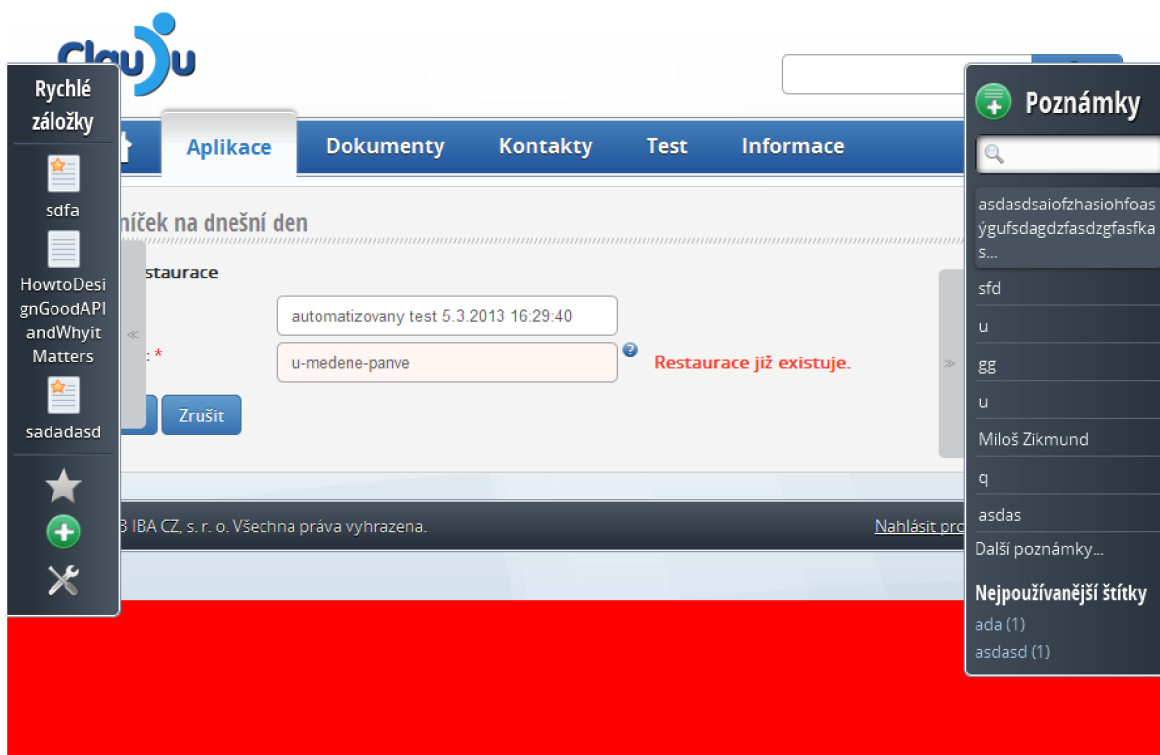 ClauDu
Rychlé
záložky
sdfa
HowtoDesi
gnGoodAPI
andWhyit
Matters
sadadasd
Aplikace
Dokumenty
Kontakty
Test
Informace
níček na dnešní den
staurace
automatizovany test 5.3.2013 16:29:40
: *
u-medene-panve
Restaurace již existuje.
Zrušit
3 IBA CZ, s. r. o. Všechna práva vyhrazena.
Nahlásit pro
Poznámky
asdasdsaiofzhasiohfoas
ýgufsdagdzfasdzgfasfka
s...
sfd
u
gg
u
Miloš Zikmund
q
asdas
Další poznámky...
Nejpoužívanější štítky
ada (1)
asdasd (1)